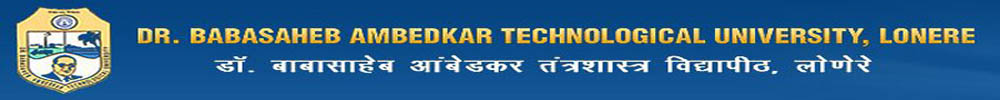 DR. BABASAHEB AMBEDKAR TECHNOLOGICAL UNIVERSITY, LONERE
डॉ. बाबासाहेब आंबेडकर तंत्रशास्त्र विद्यापीठ, लोणेरे